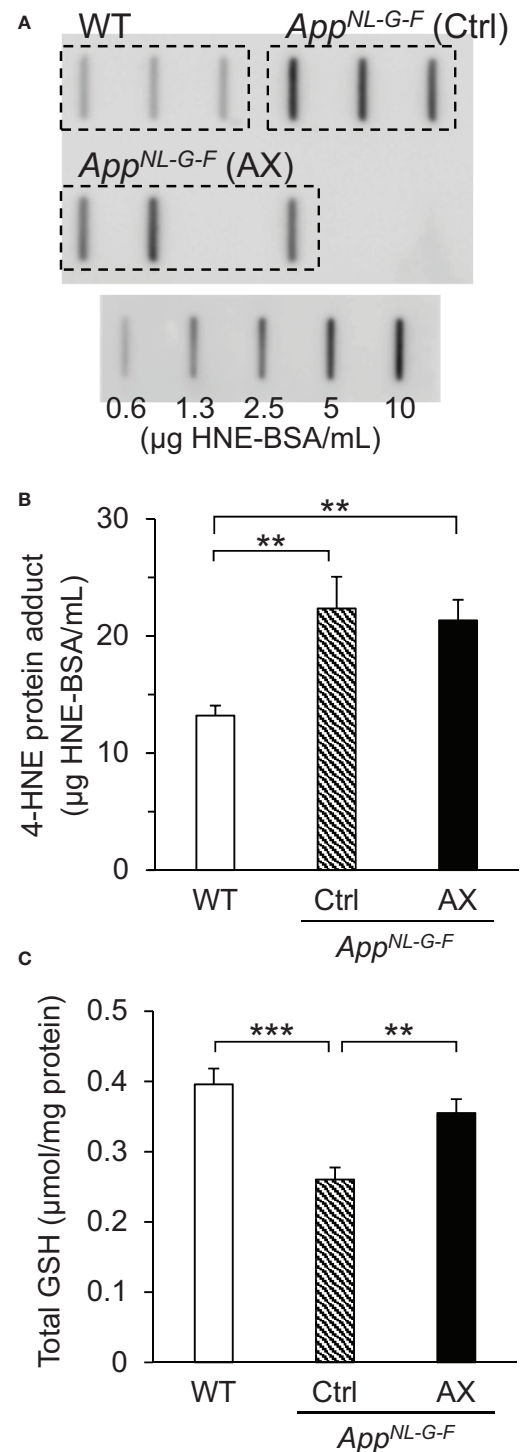 A
WT App^NL-G-F (Ctrl)
App^NL-G-F (AX)
0.6 1.3 2.5 5 10
(µg HNE-BSA/mL)
B
4-HNE protein adduct
(µg HNE-BSA/mL)
30
20
10
0
**
**
WT Ctrl AX
App^NL-G-F
C
Total GSH (µmol/mg protein)
0.5
0.4
0.3
0.2
0.1
0
*** **
WT Ctrl AX
App^NL-G-F